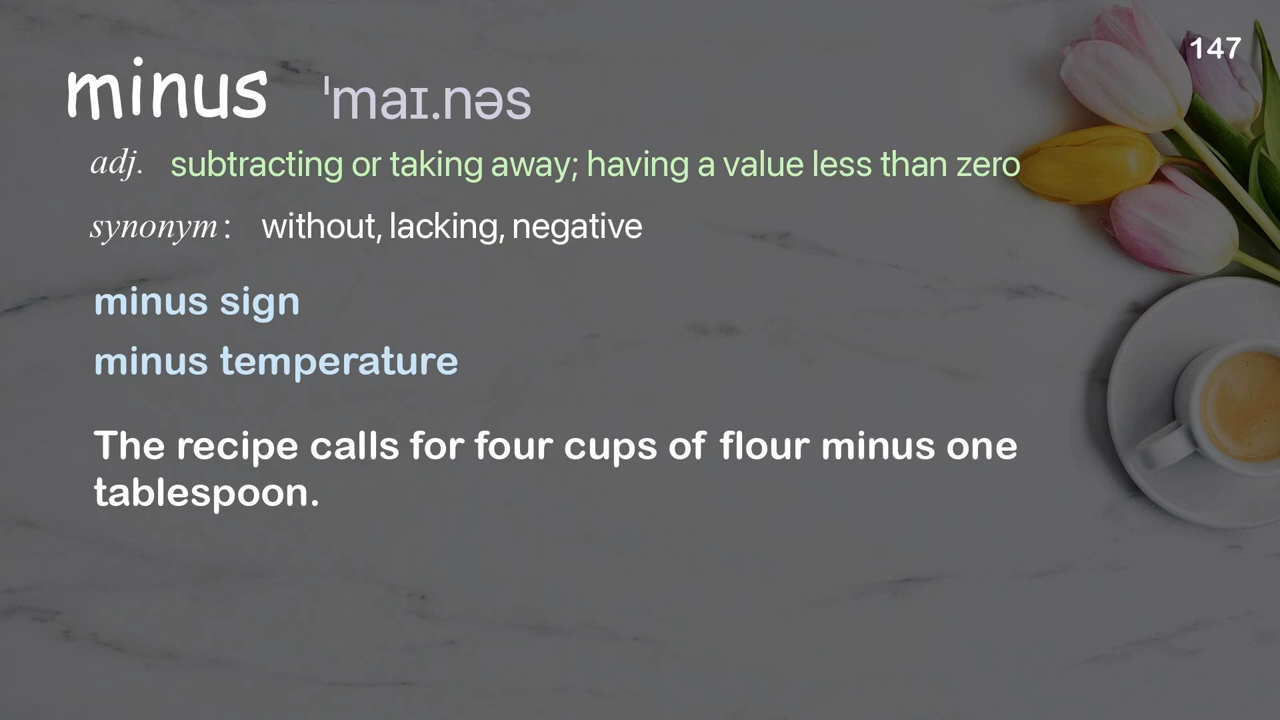 147
minus ˈmaɪ.nəs
adj. subtracting or taking away; having a value less than zero
synonym: without, lacking, negative
minus sign
minus temperature
The recipe calls for four cups of flour minus one
tablespoon.